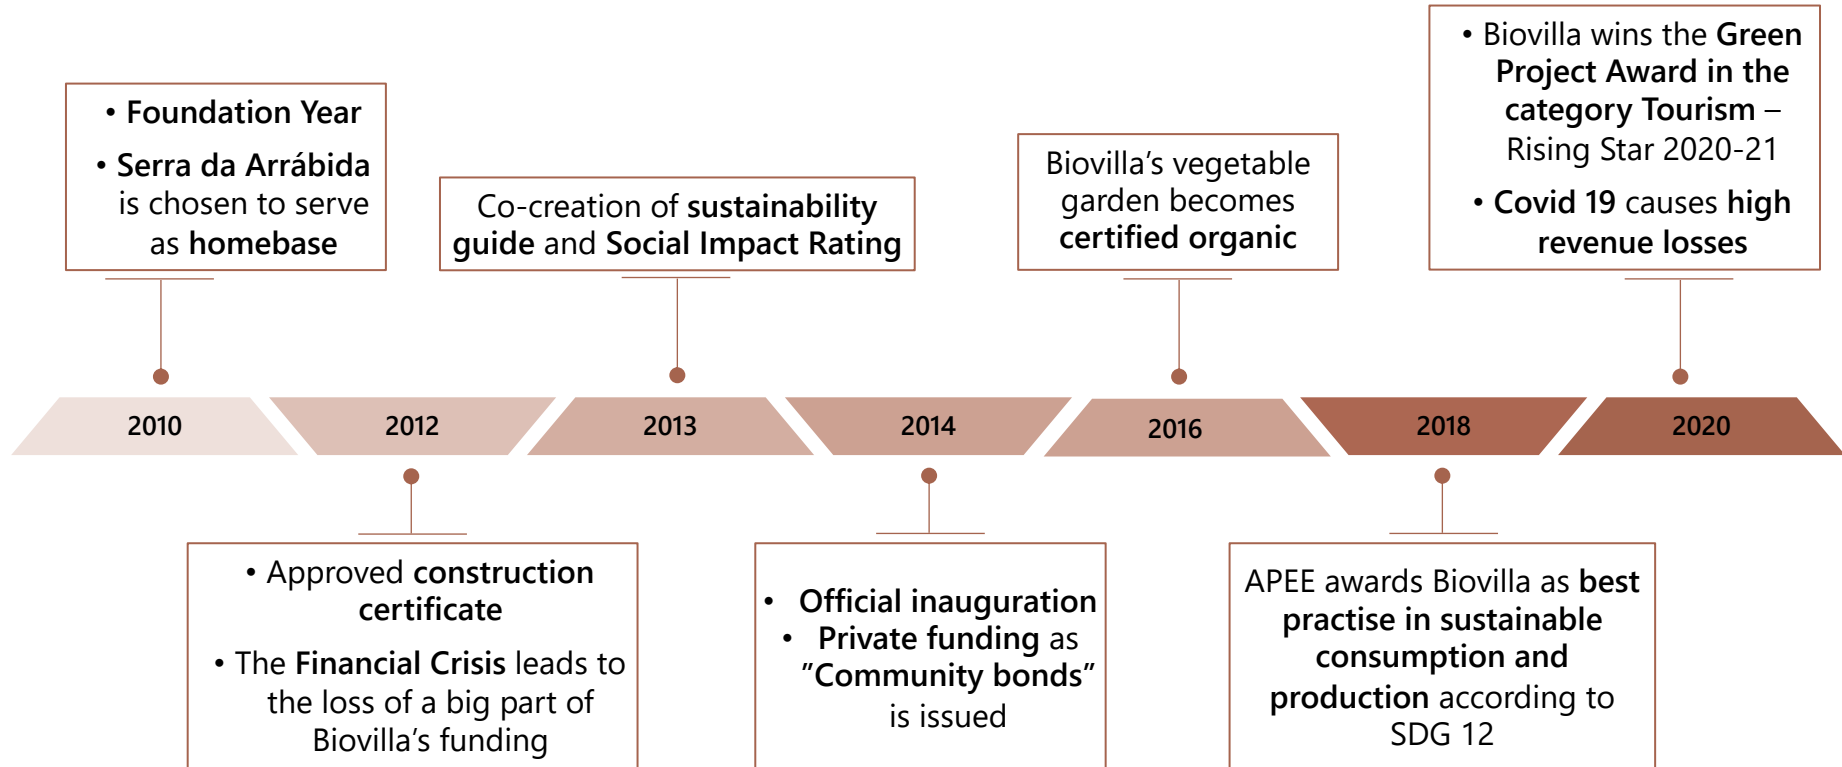 • Foundation Year
• Serra da Arrábida
is chosen to serve
as homebase
Co-creation of sustainability
guide and Social Impact Rating
Biovilla’s vegetable
garden becomes
certified organic
• Biovilla wins the Green
Project Award in the
category Tourism –
Rising Star 2020-21
• Covid 19 causes high
revenue losses
2010
2012
2013
2014
2016
2018
2020
• Approved construction
certificate
• The Financial Crisis leads to
the loss of a big part of
Biovilla’s funding
• Official inauguration
• Private funding as
”Community bonds”
is issued
APEE awards Biovilla as best
practise in sustainable
consumption and
production according to
SDG 12